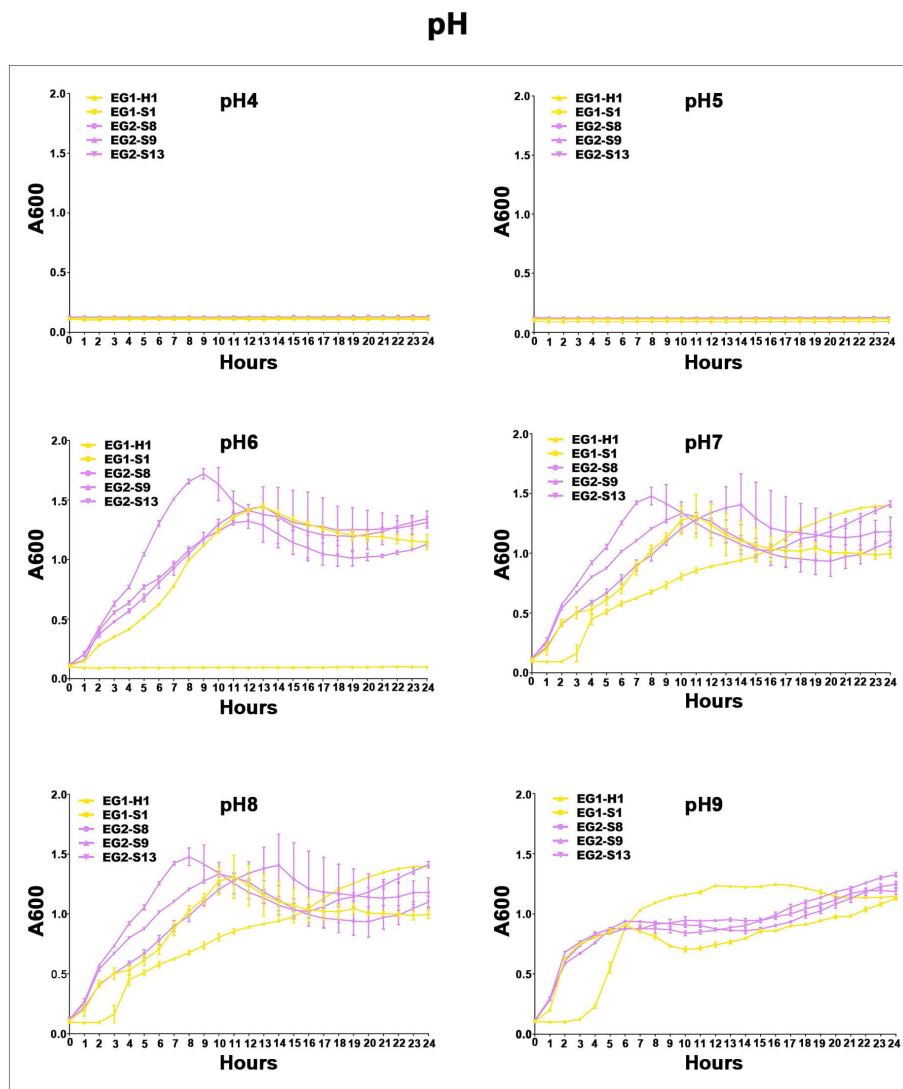 pH
pH4
EG1-H1
EG1-S1
EG2-S8
EG2-S9
EG2-S13
2.0
1.5
1.0
0.5
0.0
A600
0 1 2 3 4 5 6 7 8 9 10 11 12 13 14 15 16 17 18 19 20 21 22 23 24
Hours
pH5
EG1-H1
EG1-S1
EG2-S8
EG2-S9
EG2-S13
2.0
1.5
1.0
0.5
0.0
A600
0 1 2 3 4 5 6 7 8 9 10 11 12 13 14 15 16 17 18 19 20 21 22 23 24
Hours
pH6
EG1-H1
EG1-S1
EG2-S8
EG2-S9
EG2-S13
2.0
1.5
1.0
0.5
0.0
A600
0 1 2 3 4 5 6 7 8 9 10 11 12 13 14 15 16 17 18 19 20 21 22 23 24
Hours
pH7
EG1-H1
EG1-S1
EG2-S8
EG2-S9
EG2-S13
2.0
1.5
1.0
0.5
0.0
A600
0 1 2 3 4 5 6 7 8 9 10 11 12 13 14 15 16 17 18 19 20 21 22 23 24
Hours
pH8
EG1-H1
EG1-S1
EG2-S8
EG2-S9
EG2-S13
2.0
1.5
1.0
0.5
0.0
A600
0 1 2 3 4 5 6 7 8 9 10 11 12 13 14 15 16 17 18 19 20 21 22 23 24
Hours
pH9
EG1-H1
EG1-S1
EG2-S8
EG2-S9
EG2-S13
2.0
1.5
1.0
0.5
0.0
A600
0 1 2 3 4 5 6 7 8 9 10 11 12 13 14 15 16 17 18 19 20 21 22 23 24
Hours